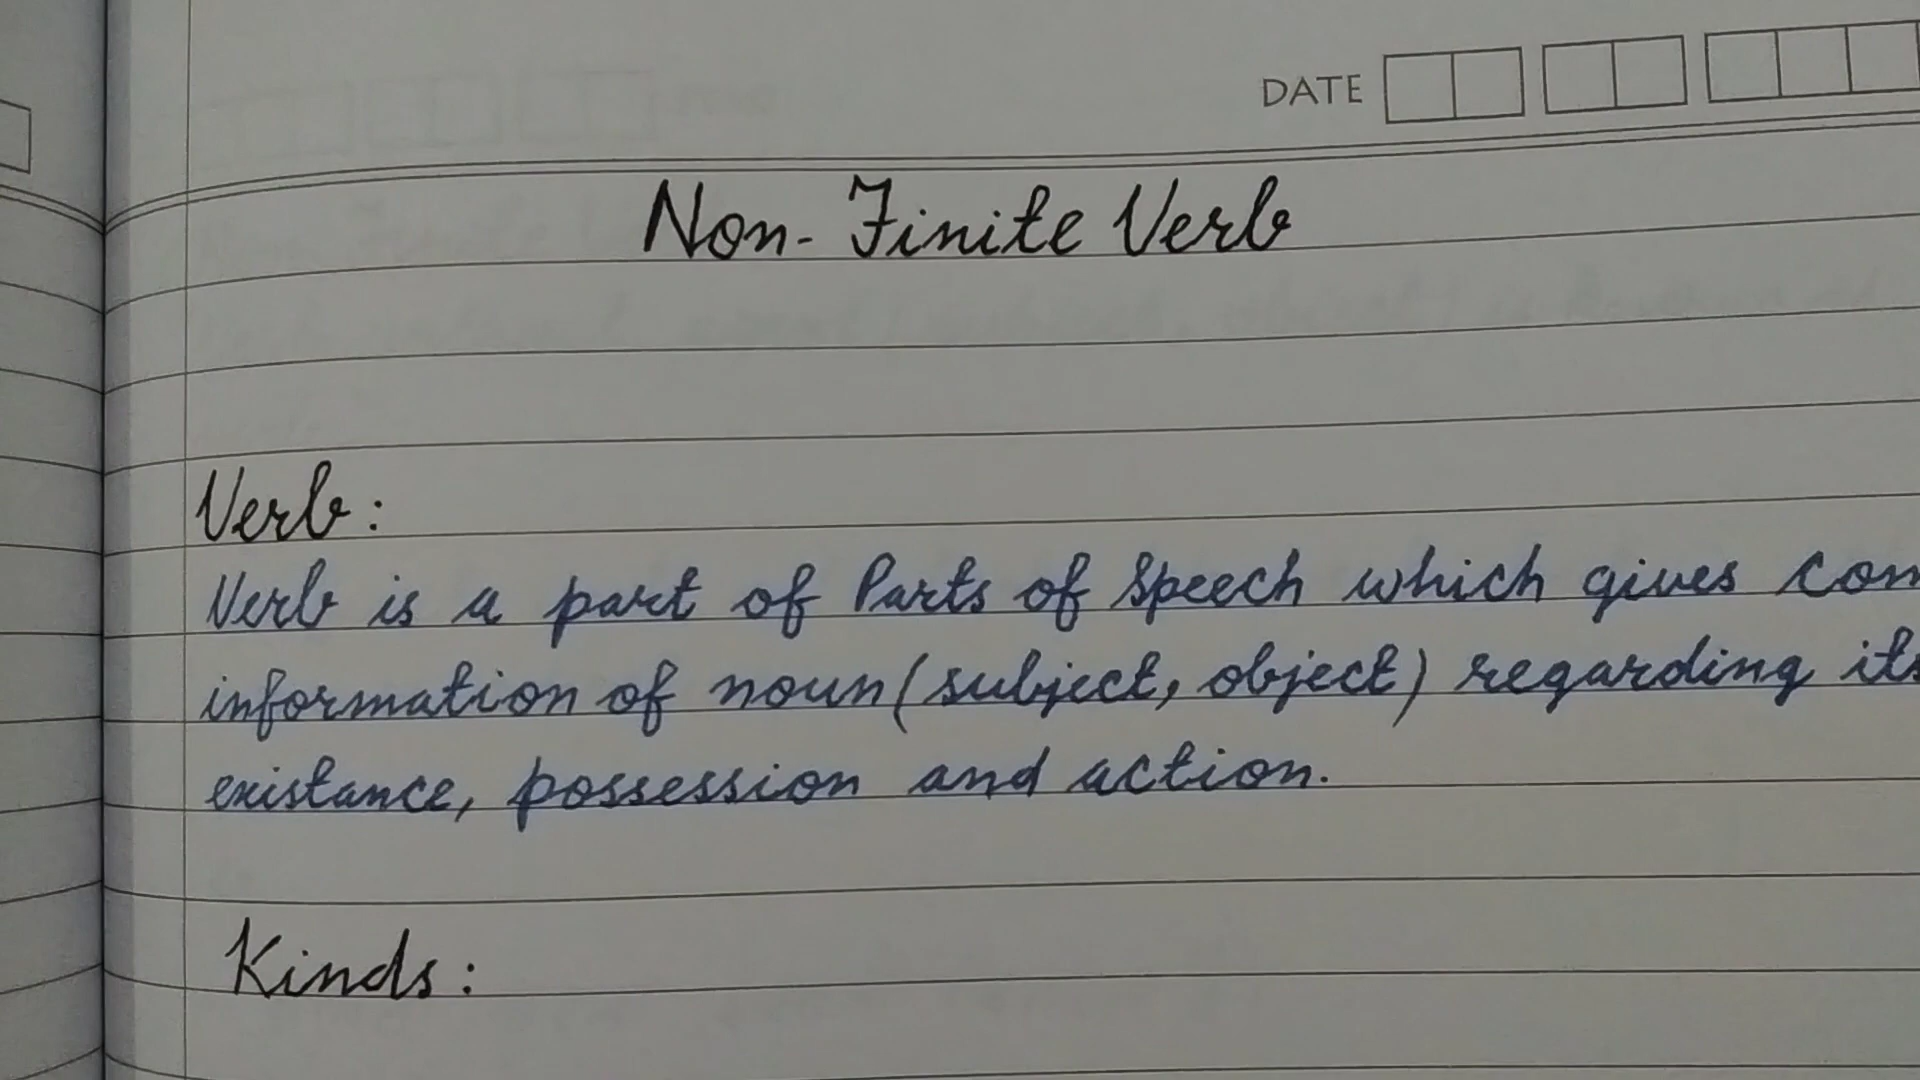 DATE
Non-Finite Verb
Verb:
Verb is a part of Parts of Speech which gives
information of noun (subject, object) regarding its
existance, possession and action.
Kinds: